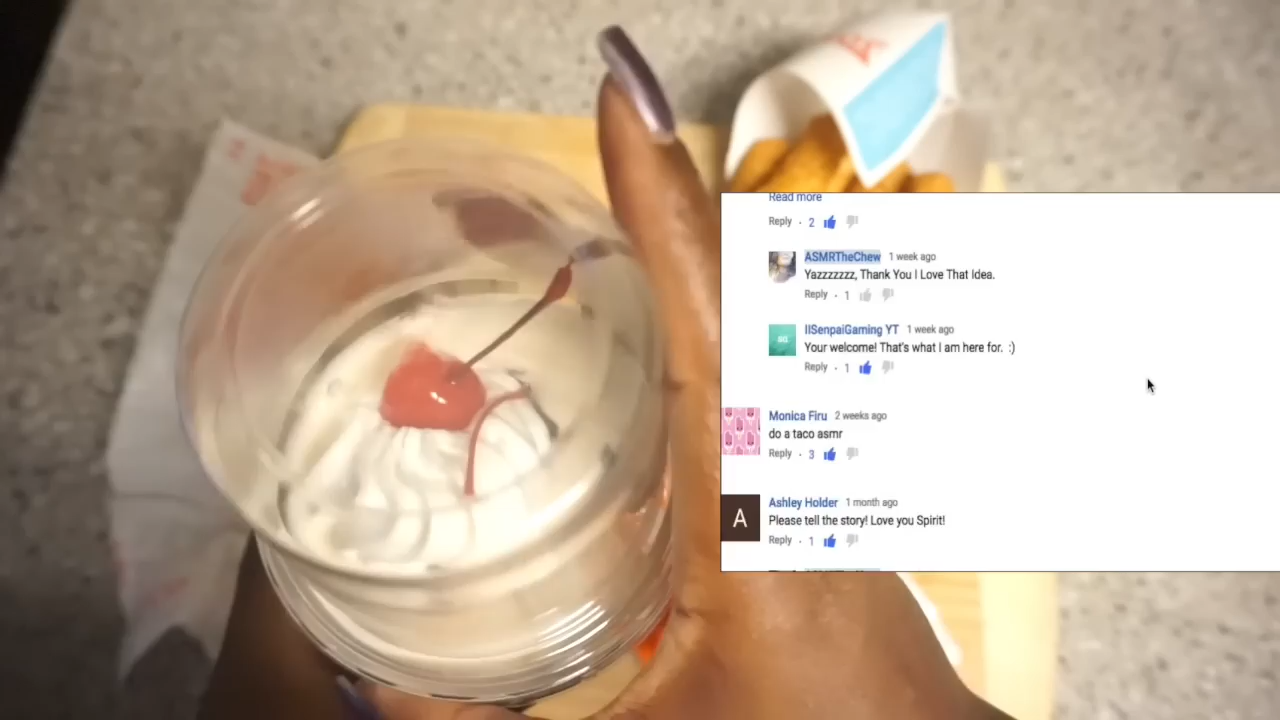 Read more
Reply · 2
ASMRTheChew 1 week ago
Yazzzzzzz, Thank You I Love That Idea.
Reply · 1
SG
IISenpaiGaming YT 1 week ago
Your welcome! That's what I am here for. :)
Reply · 1
Monica Firu 2 weeks ago
do a taco asmr
Reply · 3
A
Ashley Holder 1 month ago
Please tell the story! Love you Spirit!
Reply · 1